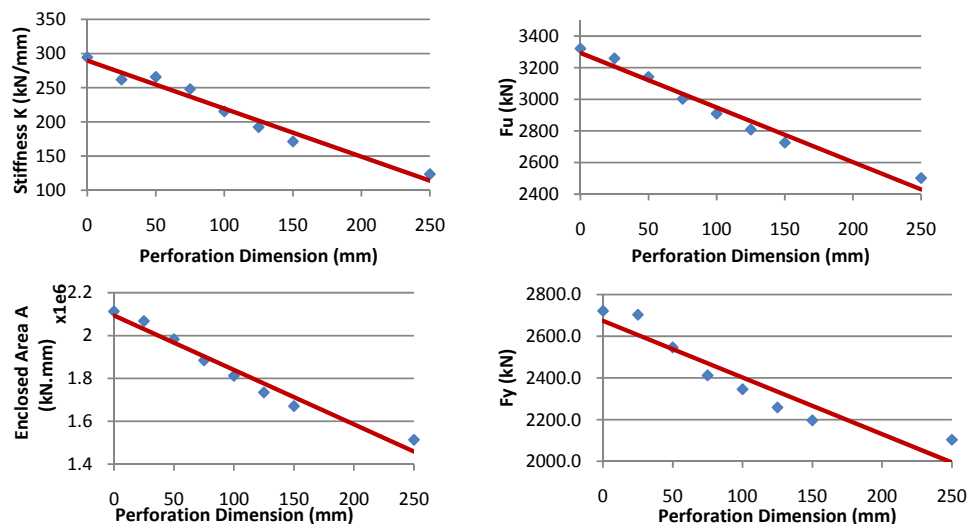 Stiffness K (kN/mm)
350
300
250
200
150
100
0 50 100 150 200 250
Perforation Dimension (mm)
Fu (kN)
3400
3200
3000
2800
2600
2400
0 50 100 150 200 250
Perforation Dimension (mm)
Enclosed Area A
(kN.mm)
x1e6
2.2
2
1.8
1.6
1.4
0 50 100 150 200 250
Perforation Dimension (mm)
Fy (kN)
2800.0
2600.0
2400.0
2200.0
2000.0
0 50 100 150 200 250
Perforation Dimension (mm)